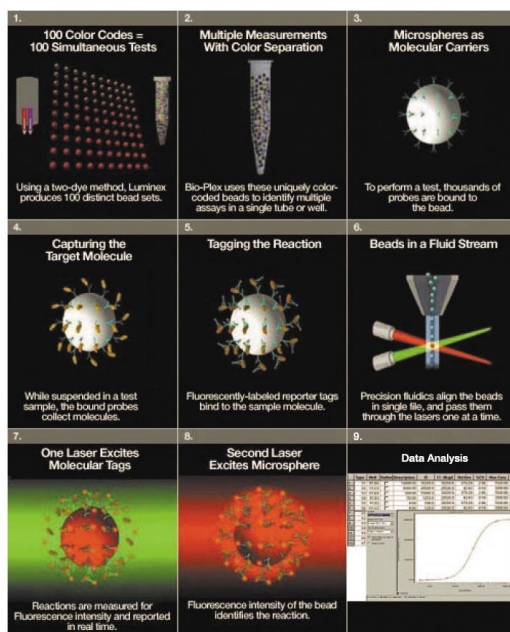 1.
100 Color Codes =
100 Simultaneous Tests
Using a two-dye method, Luminex
produces 100 distinct bead sets.
2.
Multiple Measurements
With Color Separation
Bio-Plex uses these uniquely color-
coded beads to identify multiple
assays in a single tube or well.
3.
Microspheres as
Molecular Carriers
To perform a test, thousands of
probes are bound to
the bead.
4.
Capturing the
Target Molecule
While suspended in a test
sample, the bound probes
collect molecules.
5.
Tagging the Reaction
Fluorescently-labeled reporter tags
bind to the sample molecule.
6.
Beads in a Fluid Stream
Precision fluidics align the beads
in single file, and pass them
through the lasers one at a time.
7.
One Laser Excites
Molecular Tags
Reactions are measured for
Fluorescence intensity and reported
in real time.
8.
Second Laser
Excites Microsphere
Fluorescence intensity of the bead
identifies the reaction.
9.
Data Analysis
Type Well Description